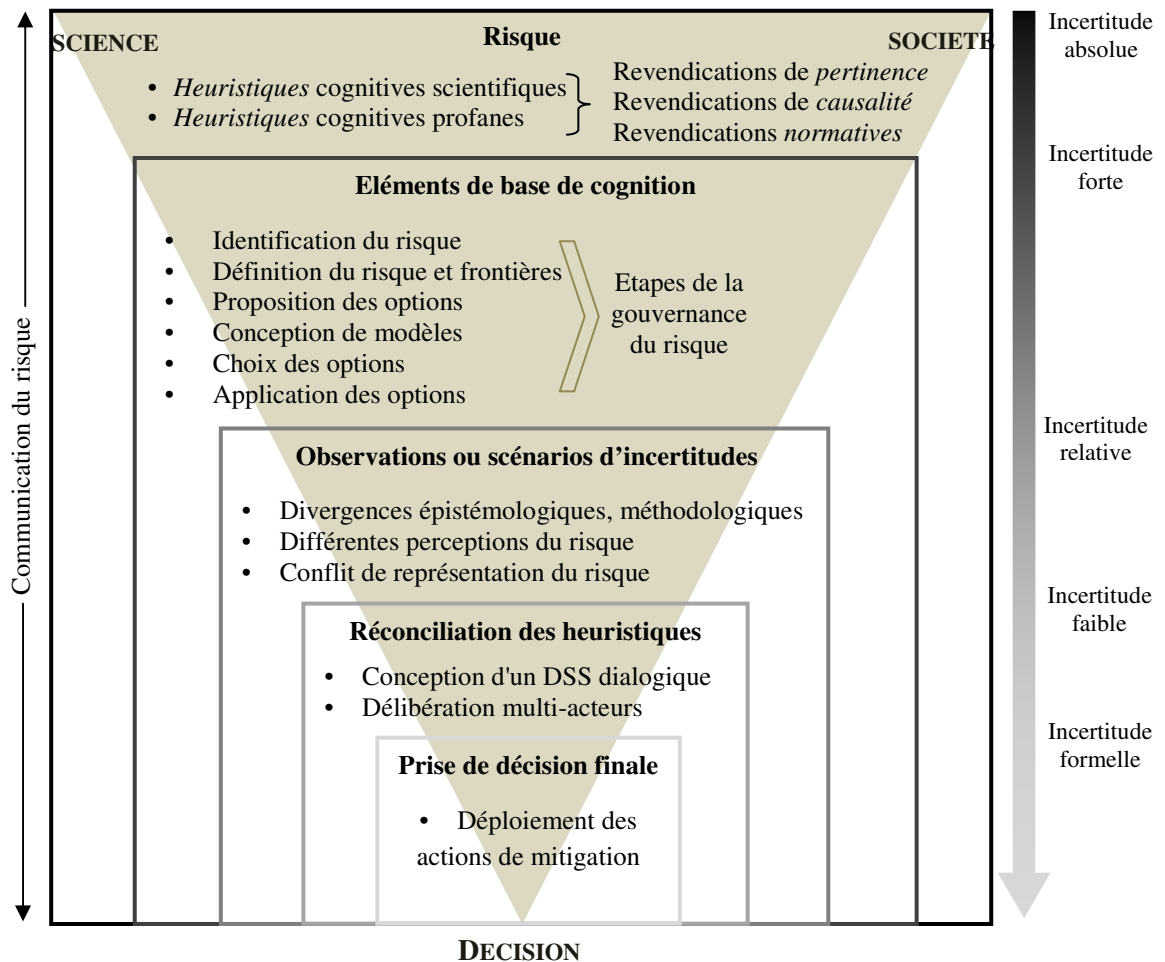 SCIENCE
Risque
SOCIETE
• Heuristiques cognitives scientifiques
• Heuristiques cognitives profanes
Revendications de pertinence
Revendications de causalité
Revendications normatives
Eléments de base de cognition
• Identification du risque
• Définition du risque et frontières
• Proposition des options
• Conception de modèles
• Choix des options
• Application des options
Etapes de la
gouvernance
du risque
Observations ou scénarios d’incertitudes
• Divergences épistémologiques, méthodologiques
• Différentes perceptions du risque
• Conflit de représentation du risque
Réconciliation des heuristiques
• Conception d'un DSS dialogique
• Délibération multi-acteurs
Prise de décision finale
• Déploiement des
actions de mitigation
DECISION
Communication du risque
Incertitude
absolue
Incertitude
forte
Incertitude
relative
Incertitude
faible
Incertitude
formelle